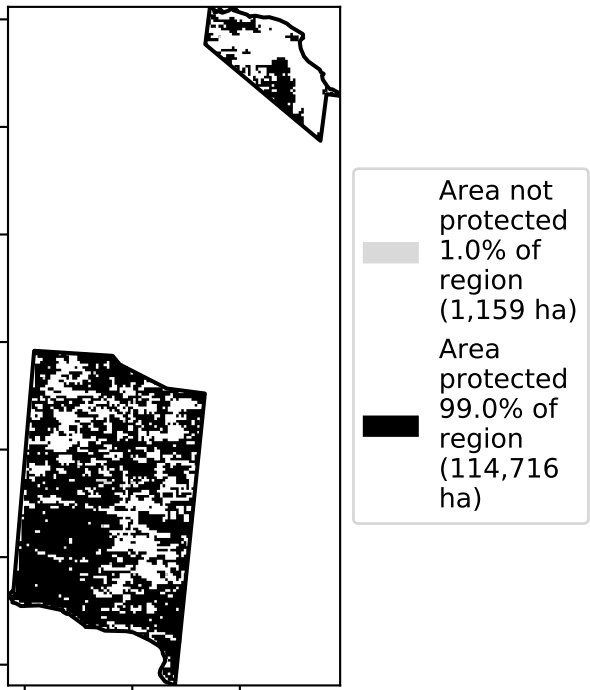 Area not
protected
1.0% of
region
(1,159 ha)
Area
protected
99.0% of
region
(114,716
ha)